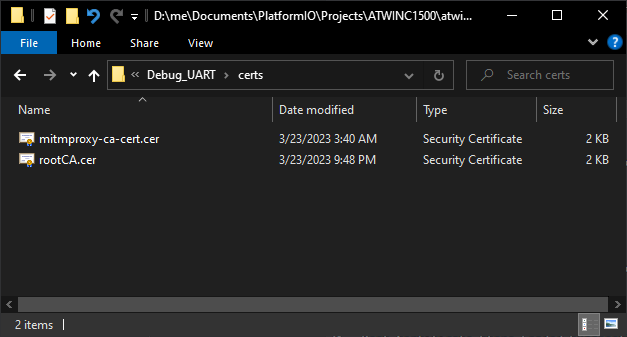 D:\me\Documents\PlatformIO\Projects\ATWINC1500\atwi...
File Home Share View
Debug_UART certs Search certs
Name Date modified Type Size
mitmproxy-ca-cert.cer 3/23/2023 3:40 AM Security Certificate 2 KB
rootCA.cer 3/23/2023 9:48 PM Security Certificate 2 KB
2 items